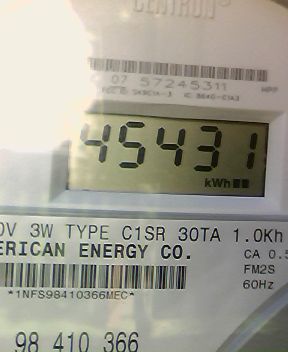 CENTRON
07 57245311
45431
kWh
0V 3W TYPE C1SR 30TA 1.0Kh
ERICAN ENERGY CO.
CA 0.5
FM2S
*1NFS98410366MEC*
60Hz
98 410 366